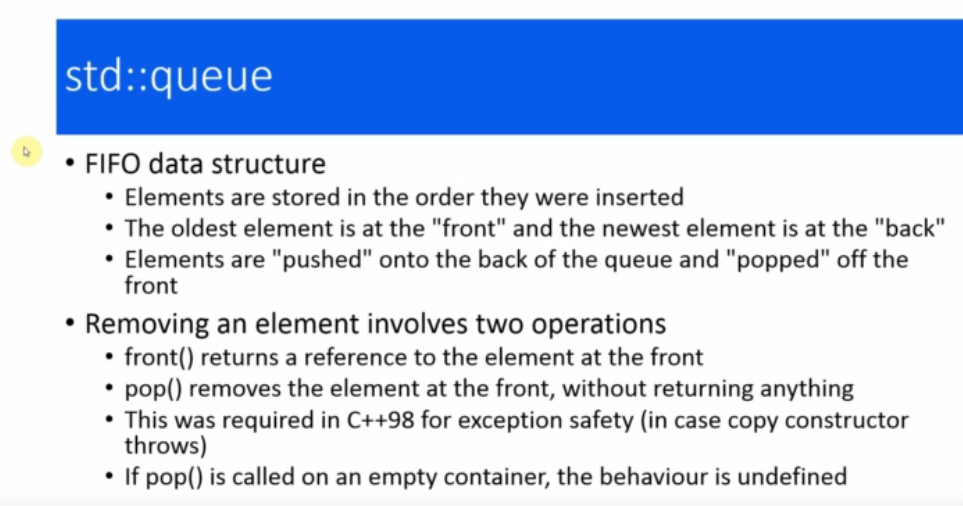 std::queue
• FIFO data structure
• Elements are stored in the order they were inserted
• The oldest element is at the "front" and the newest element is at the "back"
• Elements are "pushed" onto the back of the queue and "popped" off the
front
• Removing an element involves two operations
• front() returns a reference to the element at the front
• pop() removes the element at the front, without returning anything
• This was required in C++98 for exception safety (in case copy constructor
throws)
• If pop() is called on an empty container, the behaviour is undefined